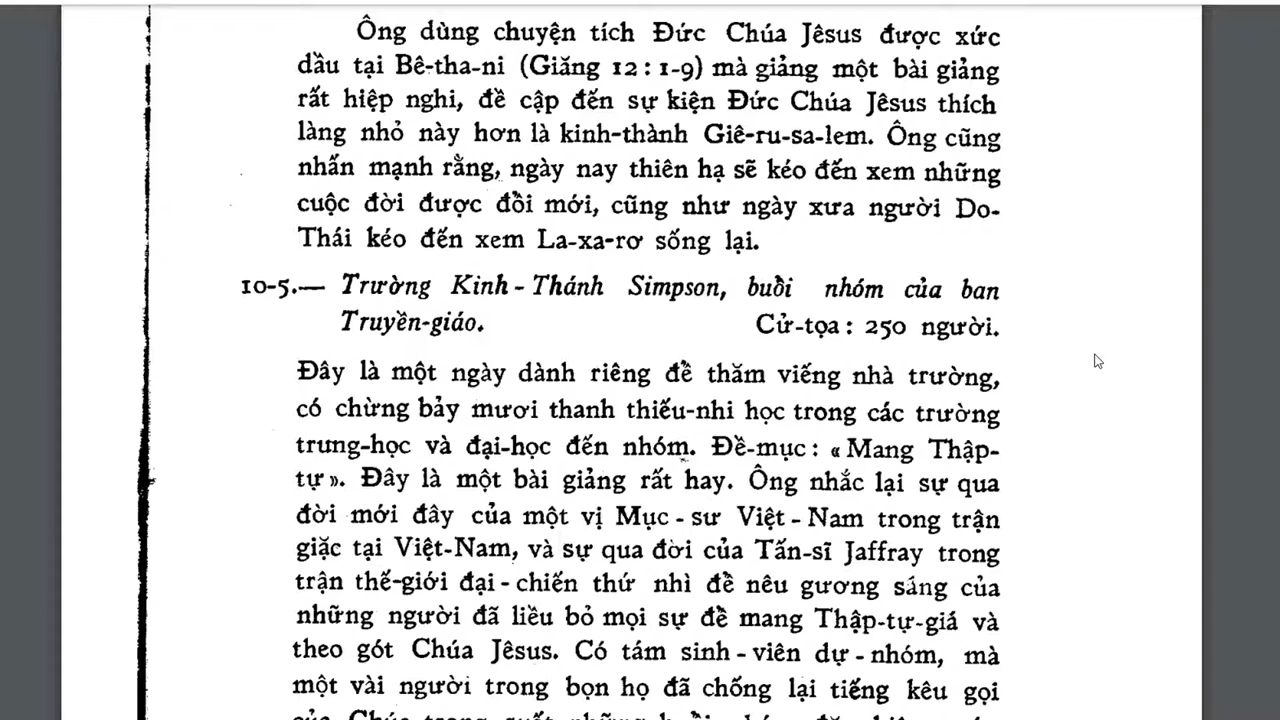 Ông dùng chuyện tích Đức Chúa Jêsus được xức
dầu tại Bê-tha-ni (Giăng 12 : 1-9) mà giảng một bài giảng
rất hiệp nghi, đề cập đến sự kiện Đức Chúa Jêsus thích
làng nhỏ này hơn là kinh-thành Giê-ru-sa-lem. Ông cũng
nhấn mạnh rằng, ngày nay thiên hạ sẽ kéo đến xem những
cuộc đời được đổi mới, cũng như ngày xưa người Do-
Thái kéo đến xem La-xa-rơ sống lại.
10-5.— Trường Kinh - Thánh Simpson, buổi nhóm của ban
Truyền-giáo. Cử-tọa : 250 người.
Đây là một ngày dành riêng để thăm viếng nhà trường,
có chừng bảy mươi thanh thiếu-nhi học trong các trường
trung-học và đại-học đến nhóm. Đề-mục : « Mang Thập-
tự ». Đây là một bài giảng rất hay. Ông nhắc lại sự qua
đời mới đây của một vị Mục - sư Việt - Nam trong trận
giặc tại Việt-Nam, và sự qua đời của Tấn-sĩ Jaffray trong
trận thế-giới đại - chiến thứ nhì để nêu gương sáng của
những người đã liều bỏ mọi sự để mang Thập-tự-giá và
theo gót Chúa Jêsus. Có tám sinh - viên dự - nhóm, mà
một vài người trong bọn họ đã chống lại tiếng kêu gọi